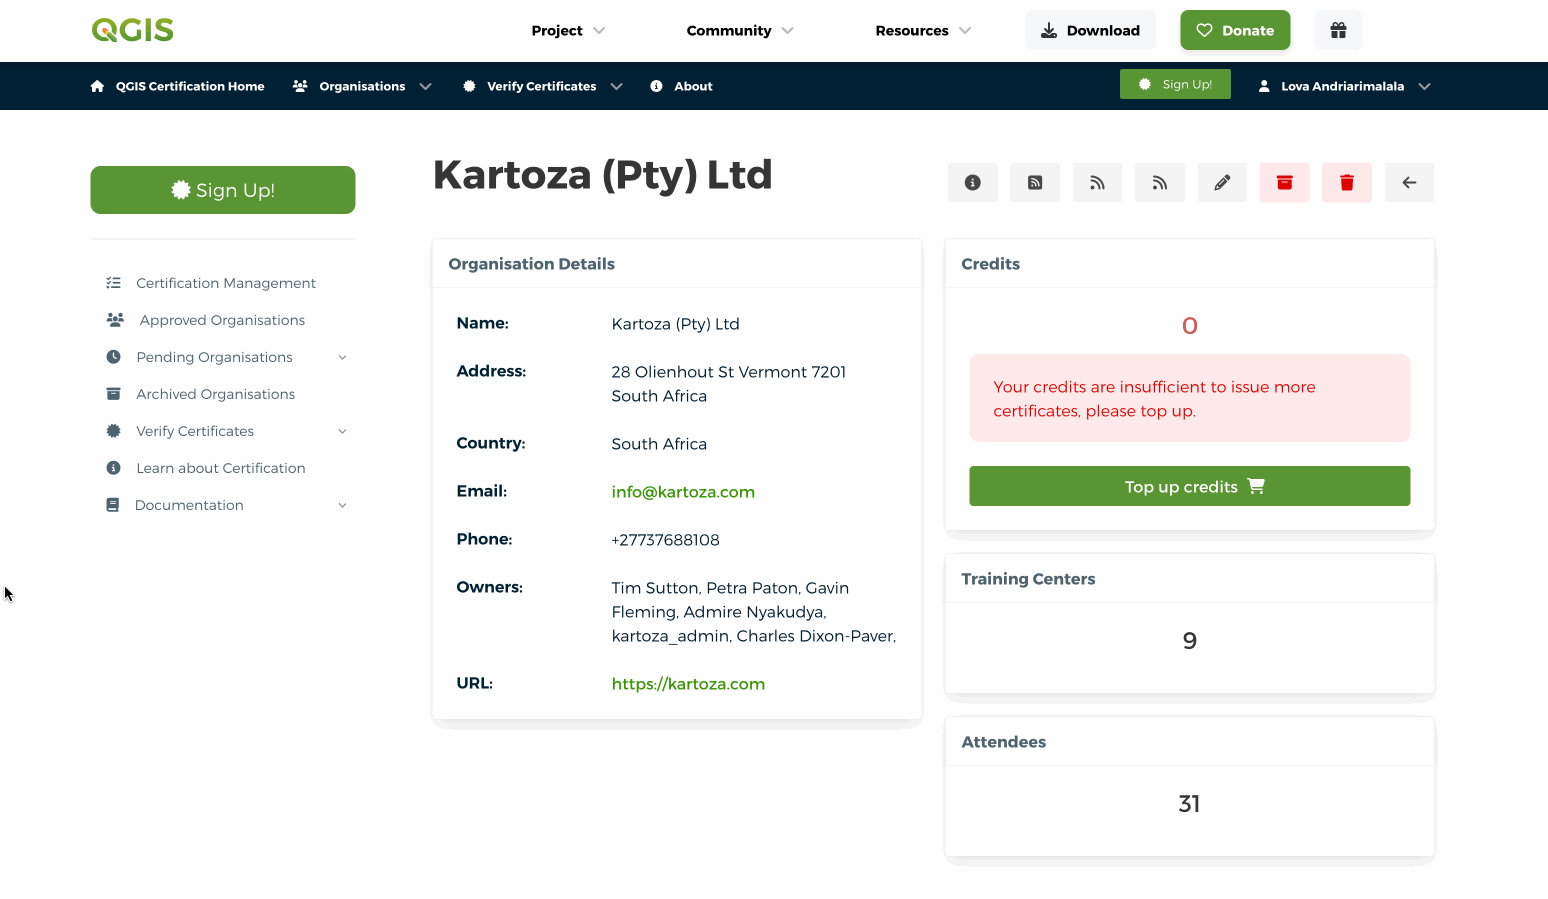 QGIS
Project
Community
Resources
Download
Donate
QGIS Certification Home
Organisations
Verify Certificates
About
Sign Up!
Lova Andriarimalala
Sign Up!
Certification Management
Approved Organisations
Pending Organisations
Archived Organisations
Verify Certificates
Learn about Certification
Documentation
Kartoza (Pty) Ltd
Organisation Details
Name:
Kartoza (Pty) Ltd
Address:
28 Olienhout St Vermont 7201
South Africa
Country:
South Africa
Email:
info@kartoza.com
Phone:
+27737688108
Owners:
Tim Sutton, Petra Paton, Gavin
Fleming, Admire Nyakudya,
kartoza_admin, Charles Dixon-Paver,
URL:
https://kartoza.com
Credits
0
Your credits are insufficient to issue more
certificates, please top up.
Top up credits
Training Centers
9
Attendees
31